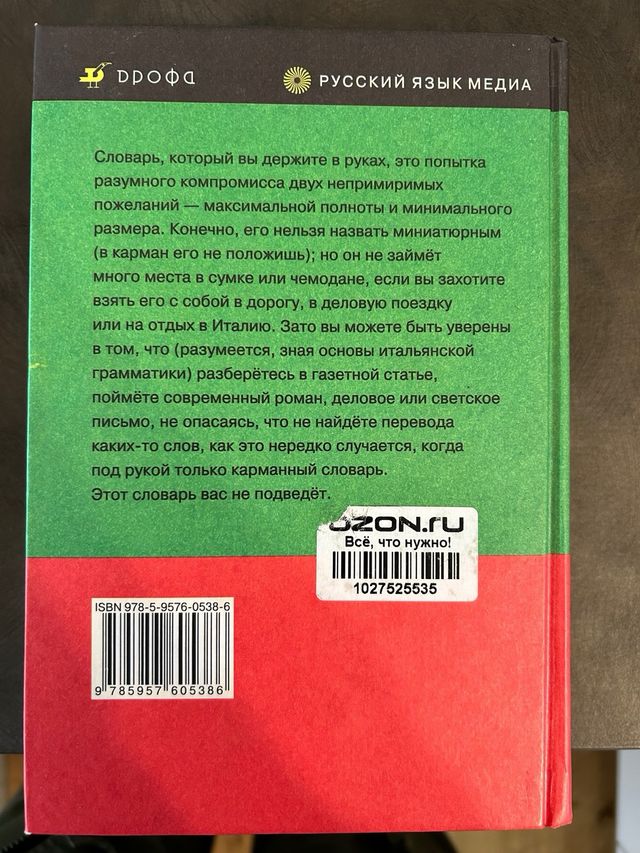 дрофа
РУССКИЙ ЯЗЫК МЕДИА
Словарь, который вы держите в руках, это попытка
разумного компромисса двух непримиримых
пожеланий — максимальной полноты и минимального
размера. Конечно, его нельзя назвать миниатюрным
(в карман его не положишь); но он не займёт
много места в сумке или чемодане, если вы захотите
взять его с собой в дорогу, в деловую поездку
или на отдых в Италию. Зато вы можете быть уверены
в том, что (разумеется, зная основы итальянской
грамматики) разберётесь в газетной статье,
поймёте современный роман, деловое или светское
письмо, не опасаясь, что не найдёте перевода
каких-то слов, как это нередко случается, когда
под рукой только карманный словарь.
Этот словарь вас не подведёт.
OZON.ru
Всё, что нужно!
1027525535
ISBN 978-5-9576-0538-6
9 785957 605386